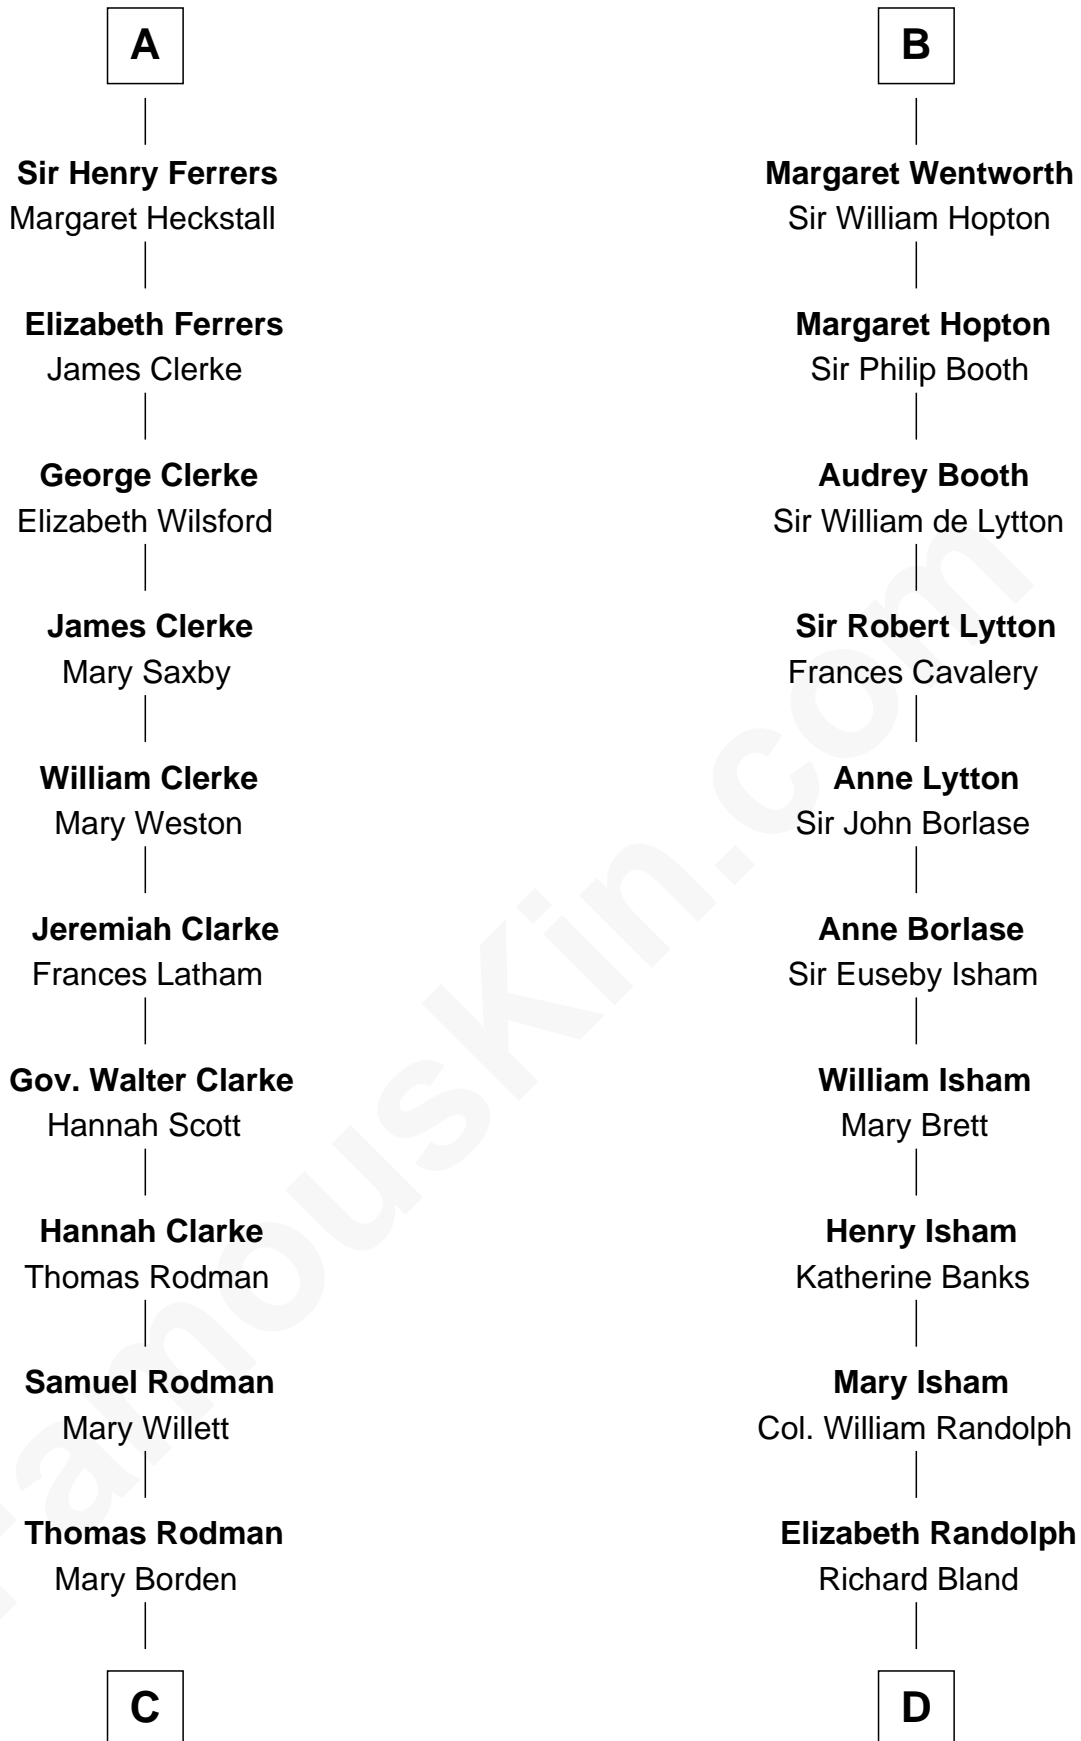 A
Sir Henry Ferrers
Margaret Heckstall
Elizabeth Ferrers
James Clerke
George Clerke
Elizabeth Wilsford
James Clerke
Mary Saxby
William Clerke
Mary Weston
Jeremiah Clarke
Frances Latham
Gov. Walter Clarke
Hannah Scott
Hannah Clarke
Thomas Rodman
Samuel Rodman
Mary Willett
Thomas Rodman
Mary Borden
C
B
Margaret Wentworth
Sir William Hopton
Margaret Hopton
Sir Philip Booth
Audrey Booth
Sir William de Lytton
Sir Robert Lytton
Frances Cavalery
Anne Lytton
Sir John Borlase
Anne Borlase
Sir Euseby Isham
William Isham
Mary Brett
Henry Isham
Katherine Banks
Mary Isham
Col. William Randolph
Elizabeth Randolph
Richard Bland
D
FamousKin.com